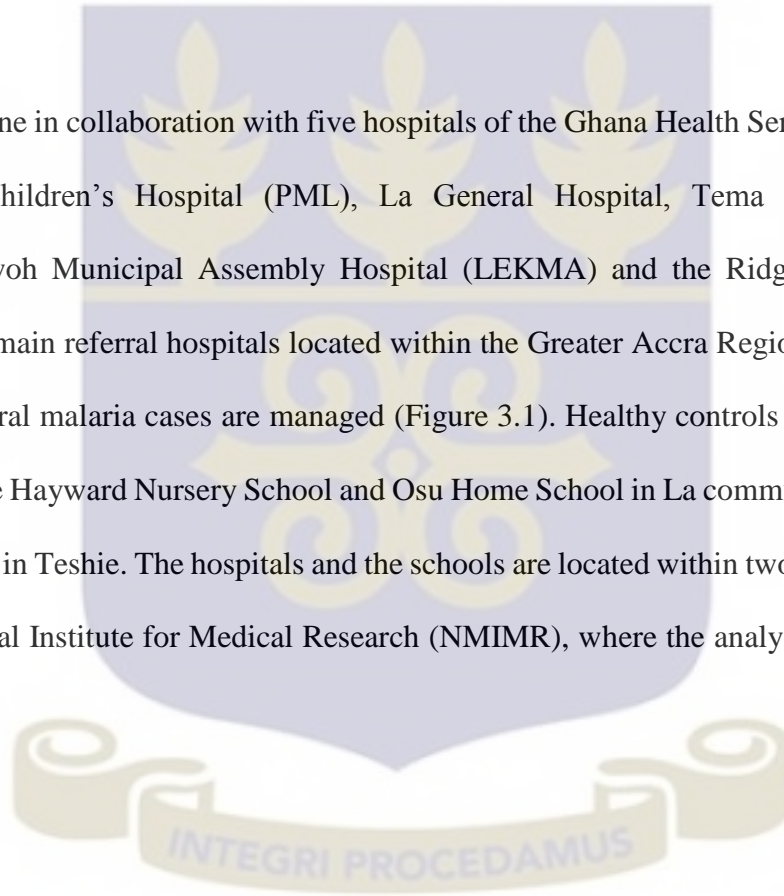 ne in collaboration with five hospitals of the Ghana Health Ser
hildren's Hospital (PML), La General Hospital, Tema
oh Municipal Assembly Hospital (LEKMA) and the Ridg
main referral hospitals located within the Greater Accra Regio
ral malaria cases are managed (Figure 3.1). Healthy controls
e Hayward Nursery School and Osu Home School in La comm
in Teshie. The hospitals and the schools are located within two
al Institute for Medical Research (NMIMR), where the analy
INTEGRI PROCEDAMUS